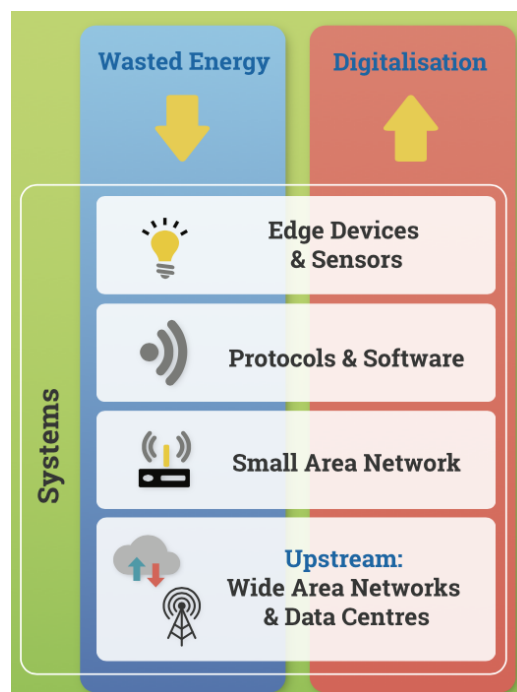 Wasted Energy
Digitalisation
Systems
Edge Devices
& Sensors
Protocols & Software
Small Area Network
Upstream:
Wide Area Networks
& Data Centres